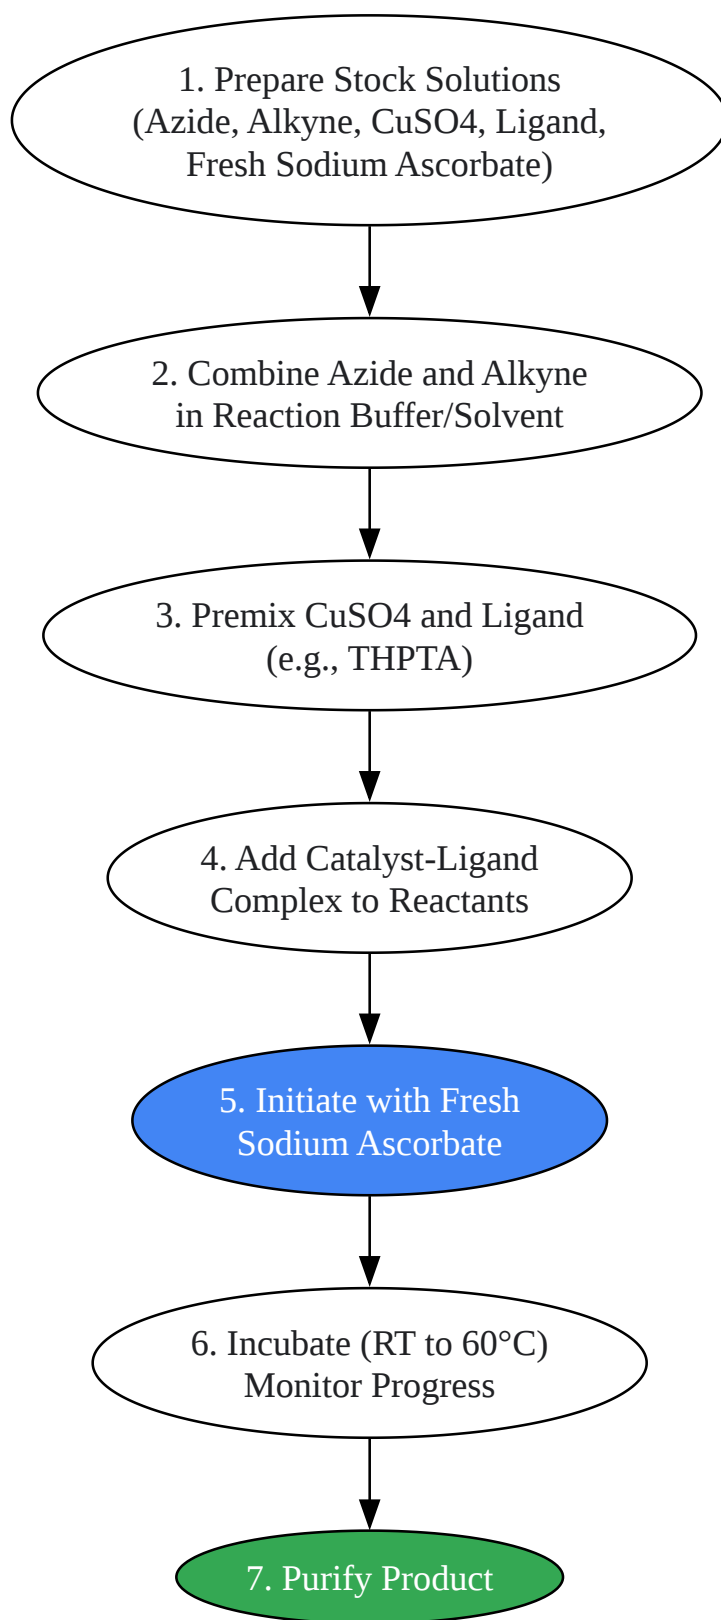 1. Prepare Stock Solutions
(Azide, Alkyne, CuSO4, Ligand,
Fresh Sodium Ascorbate)
2. Combine Azide and Alkyne
in Reaction Buffer/Solvent
3. Premix CuSO4 and Ligand
(e.g., THPTA)
4. Add Catalyst-Ligand
Complex to Reactants
5. Initiate with Fresh
Sodium Ascorbate
6. Incubate (RT to 60°C)
Monitor Progress
7. Purify Product